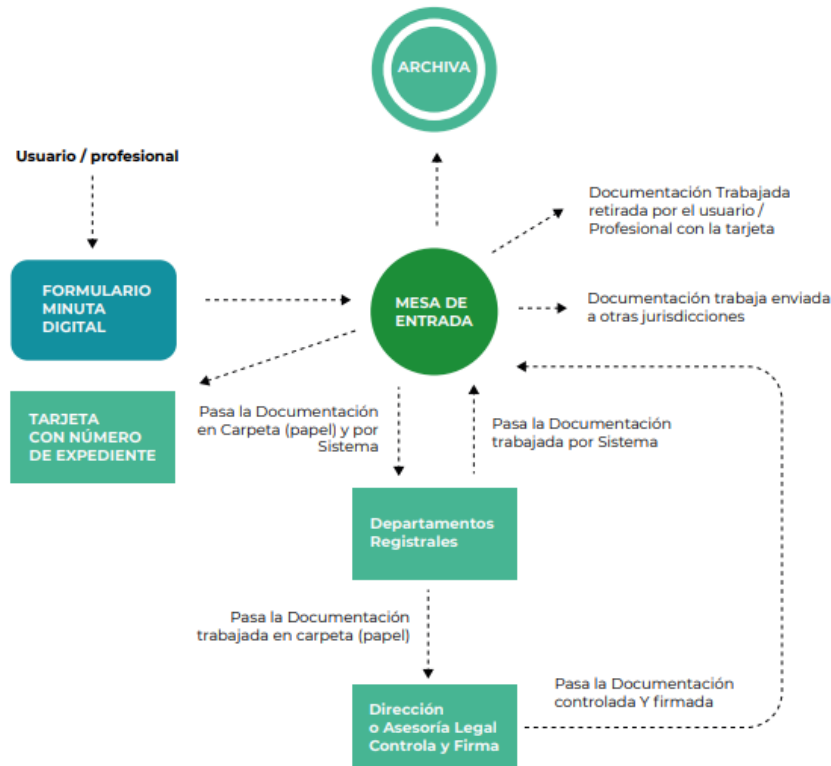 ARCHIVA
Usuario / profesional
Documentación Trabajada
retirada por el usuario /
Profesional con la tarjeta
FORMULARIO
MINUTA
DIGITAL
MESA DE
ENTRADA
Documentación trabaja enviada
a otras jurisdicciones
TARJETA
CON NÚMERO
DE EXPEDIENTE
Pasa la Documentación
en Carpeta (papel) y por
Sistema
Pasa la Documentación
trabajada por Sistema
Departamentos
Registrales
Pasa la Documentación
trabajada en carpeta (papel)
Dirección
o Asesoría Legal
Controla y Firma
Pasa la Documentación
controlada Y firmada